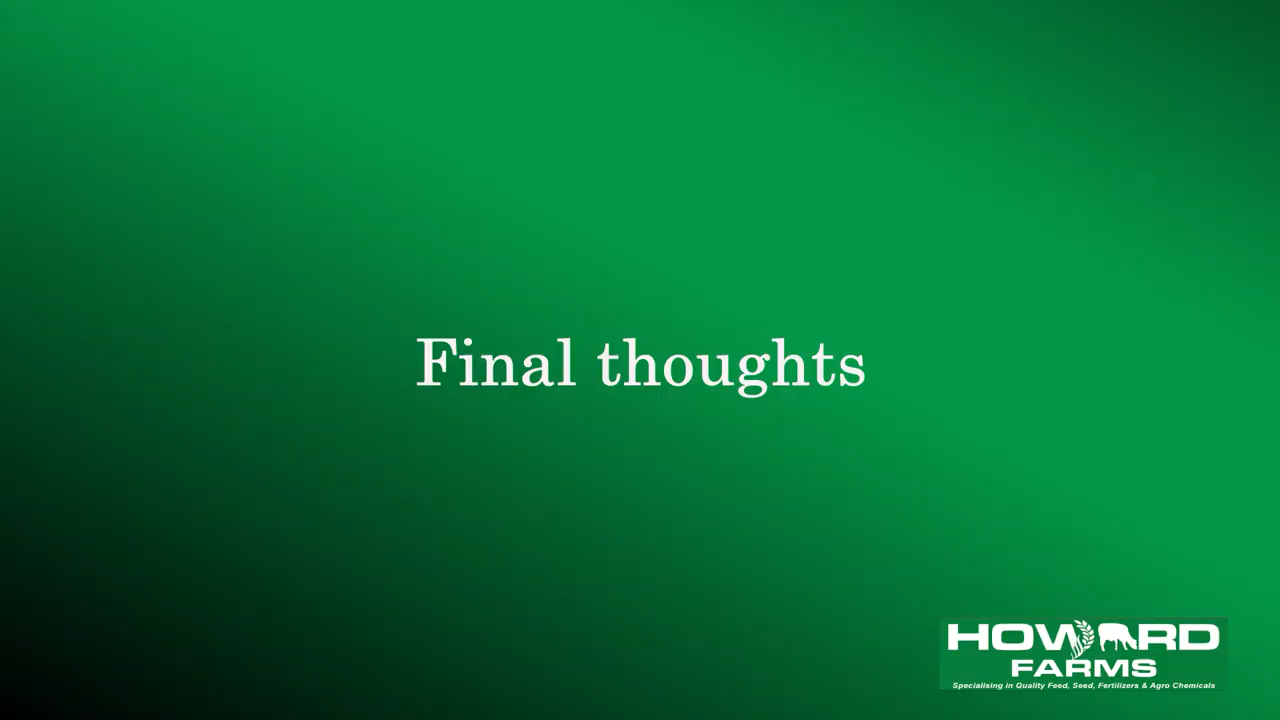 Final thoughts
HOWARD
FARMS
Specialising in Quality Feed, Seed, Fertilizers & Agro Chemicals